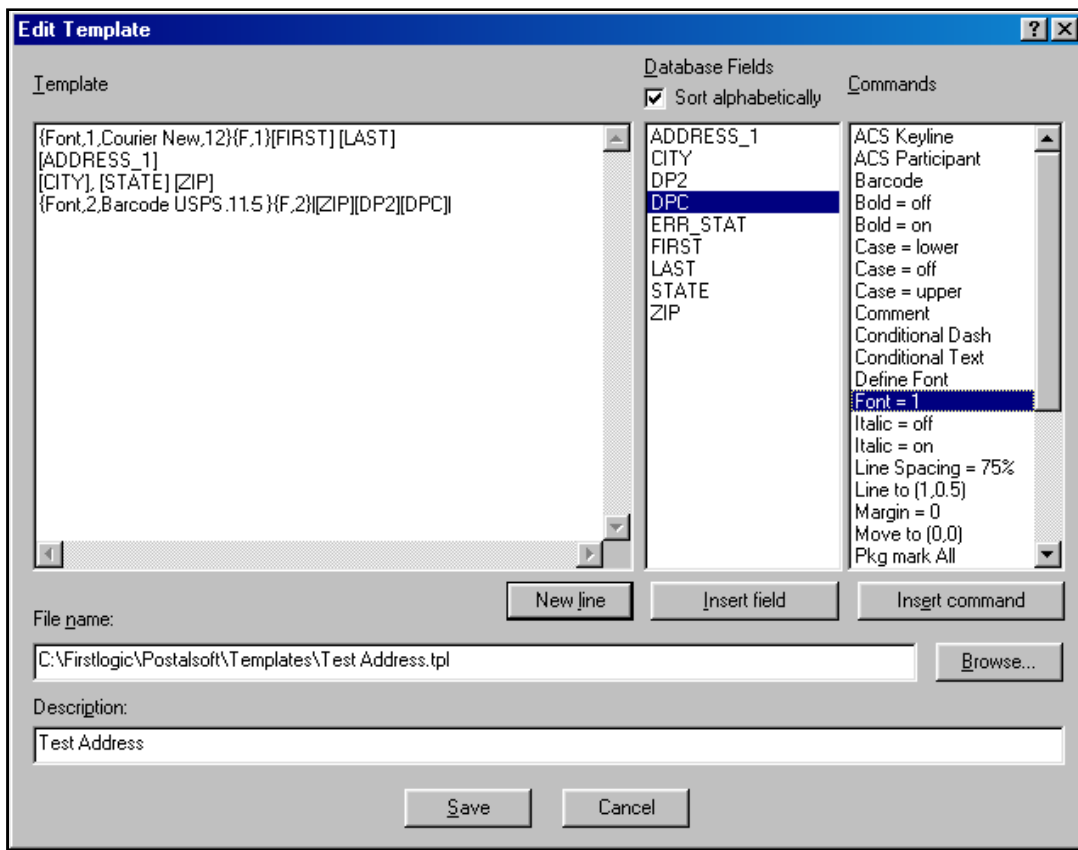 Edit Template
Template
Database Fields
Sort alphabetically
Commands
{Font,1,Courier New,12}{F,1}[FIRST] [LAST]
[ADDRESS_1]
[CITY], [STATE] [ZIP]
{Font,2,Barcode USPS.11.5 }{F,2}|[ZIP][DP2][DPC]|
ADDRESS_1
CITY
DP2
DPC
ERR_STAT
FIRST
LAST
STATE
ZIP
ACS Keyline
ACS Participant
Barcode
Bold = off
Bold = on
Case = lower
Case = off
Case = upper
Comment
Conditional Dash
Conditional Text
Define Font
Font = 1
Italic = off
Italic = on
Line Spacing = 75%
Line to (1,0.5)
Margin = 0
Move to (0,0)
Pkg mark All
New line
Insert field
Insert command
File name:
C:\Firstlogic\Postalsoft\Templates\Test Address.tpl
Browse...
Description:
Test Address
Save
Cancel